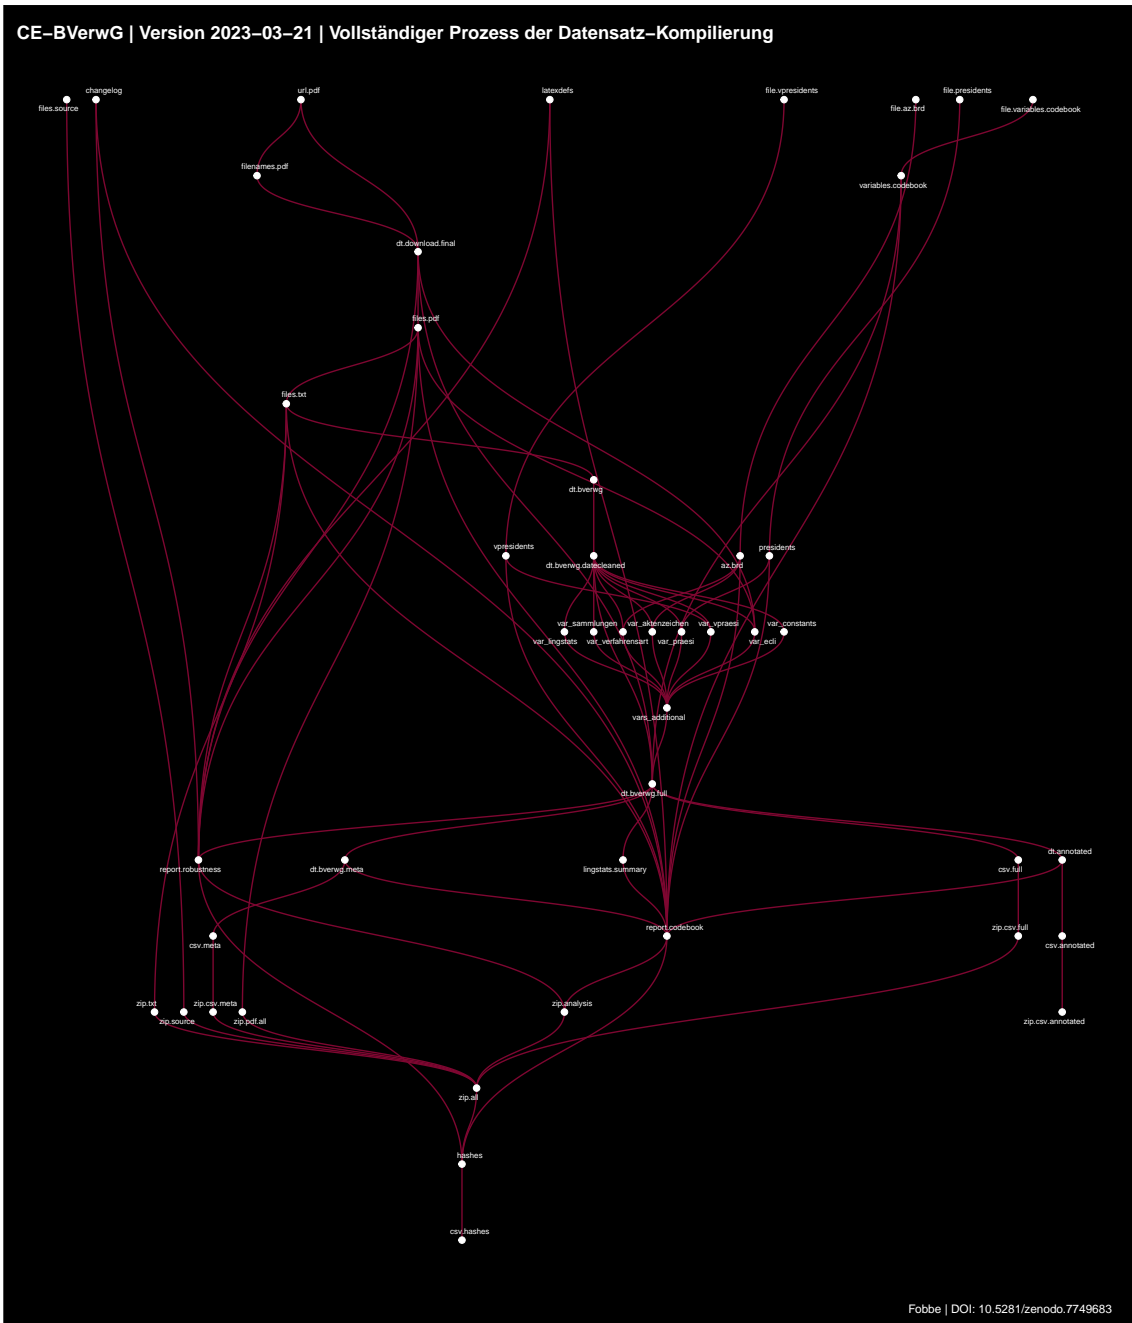 CE−BVerwG | Version 2023−03−21 | Vollständiger Prozess der Datensatz−Kompilierung
changelog
url.pdf
latexdefs
file.vpresidents
file.presidents
files.source
file.az.brd
file.variables.codebook
filenames.pdf
variables.codebook
dt.download.final
files.pdf
files.txt
dt.bverwg
vpresidents
presidents
dt.bverwg.datecleaned
az.brd
var_sammlungen
var_aktenzeichen
var_vpraesi
var_constants
var_lingstats
var_verfahrensart
var_praesi
var_ecli
vars_additional
dt.bverwg.full
dt.annotated
report.robustness
dt.bverwg.meta
lingstats.summary
csv.full
report.codebook
zip.csv.full
csv.meta
csv.annotated
zip.txt
zip.csv.meta
zip.analysis
zip.source
zip.pdf.all
zip.csv.annotated
zip.all
hashes
csv.hashes
Fobbe | DOI: 10.5281/zenodo.7749683